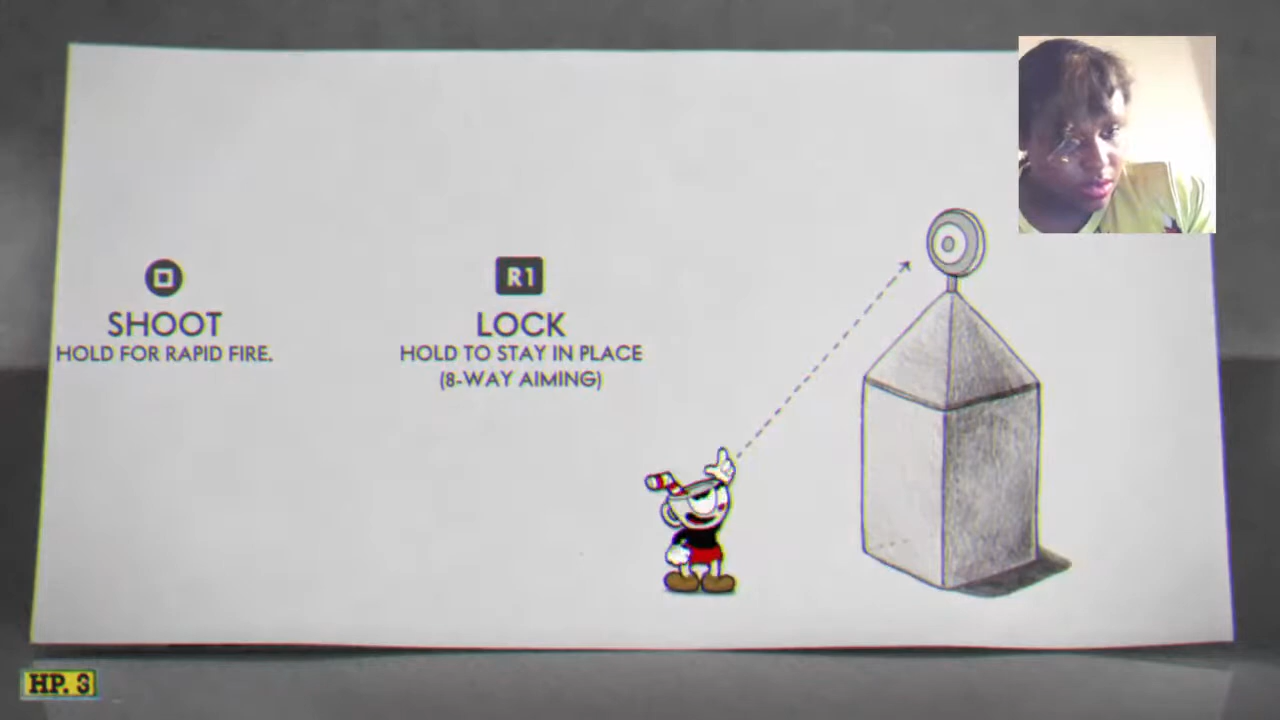 SHOOT
HOLD FOR RAPID FIRE.
R1
LOCK
HOLD TO STAY IN PLACE
(8-WAY AIMING)
HP. 3